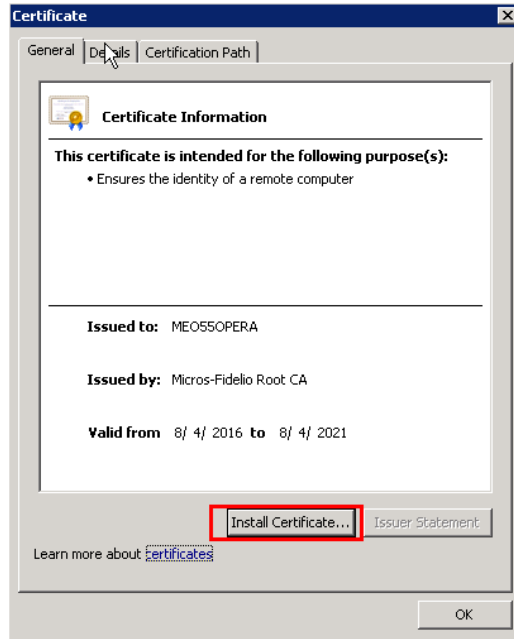 Certificate
General Details Certification Path
Certificate Information
This certificate is intended for the following purpose(s):
• Ensures the identity of a remote computer
Issued to: MEO55OPERA
Issued by: Micros-Fidelio Root CA
Valid from 8/ 4/ 2016 to 8/ 4/ 2021
Install Certificate... Issuer Statement
Learn more about certificates
OK